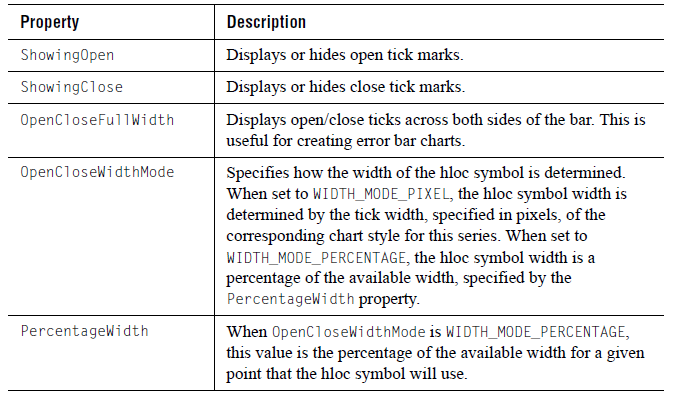 Property Description
ShowingOpen Displays or hides open tick marks.
ShowingClose Displays or hides close tick marks.
OpenCloseFullWidth Displays open/close ticks across both sides of the bar. This is
useful for creating error bar charts.
OpenCloseWidthMode Specifies how the width of the hloc symbol is determined.
When set to WIDTH_MODE_PIXEL, the hloc symbol width is
determined by the tick width, specified in pixels, of the
corresponding chart style for this series. When set to
WIDTH_MODE_PERCENTAGE, the hloc symbol width is a
percentage of the available width, specified by the
PercentageWidth property.
PercentageWidth When OpenCloseWidthMode is WIDTH_MODE_PERCENTAGE,
this value is the percentage of the available width for a given
point that the hloc symbol will use.